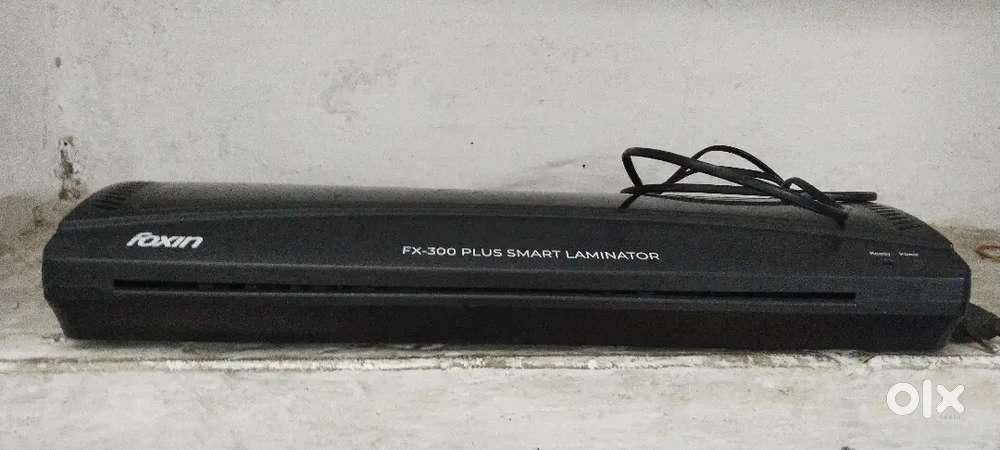 foxin
FX-300 PLUS SMART LAMINATOR
Ready Power
olx